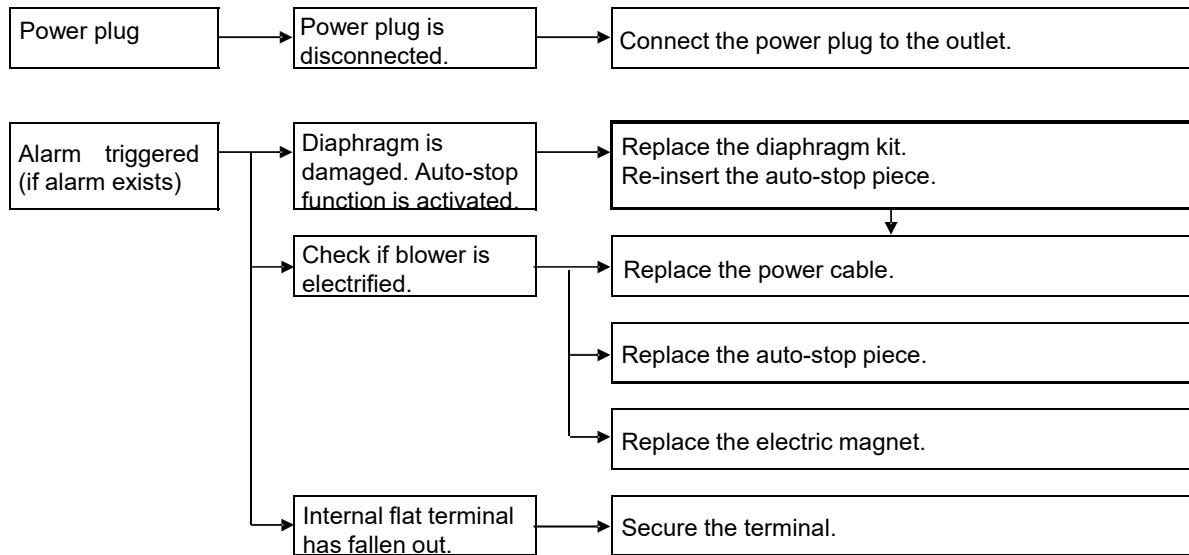 Power plug
Power plug is
disconnected.
Connect the power plug to the outlet.
Alarm triggered
(if alarm exists)
Diaphragm is
damaged. Auto-stop
function is activated.
Replace the diaphragm kit.
Re-insert the auto-stop piece.
Check if blower is
electrified.
Replace the power cable.
Replace the auto-stop piece.
Replace the electric magnet.
Internal flat terminal
has fallen out.
Secure the terminal.